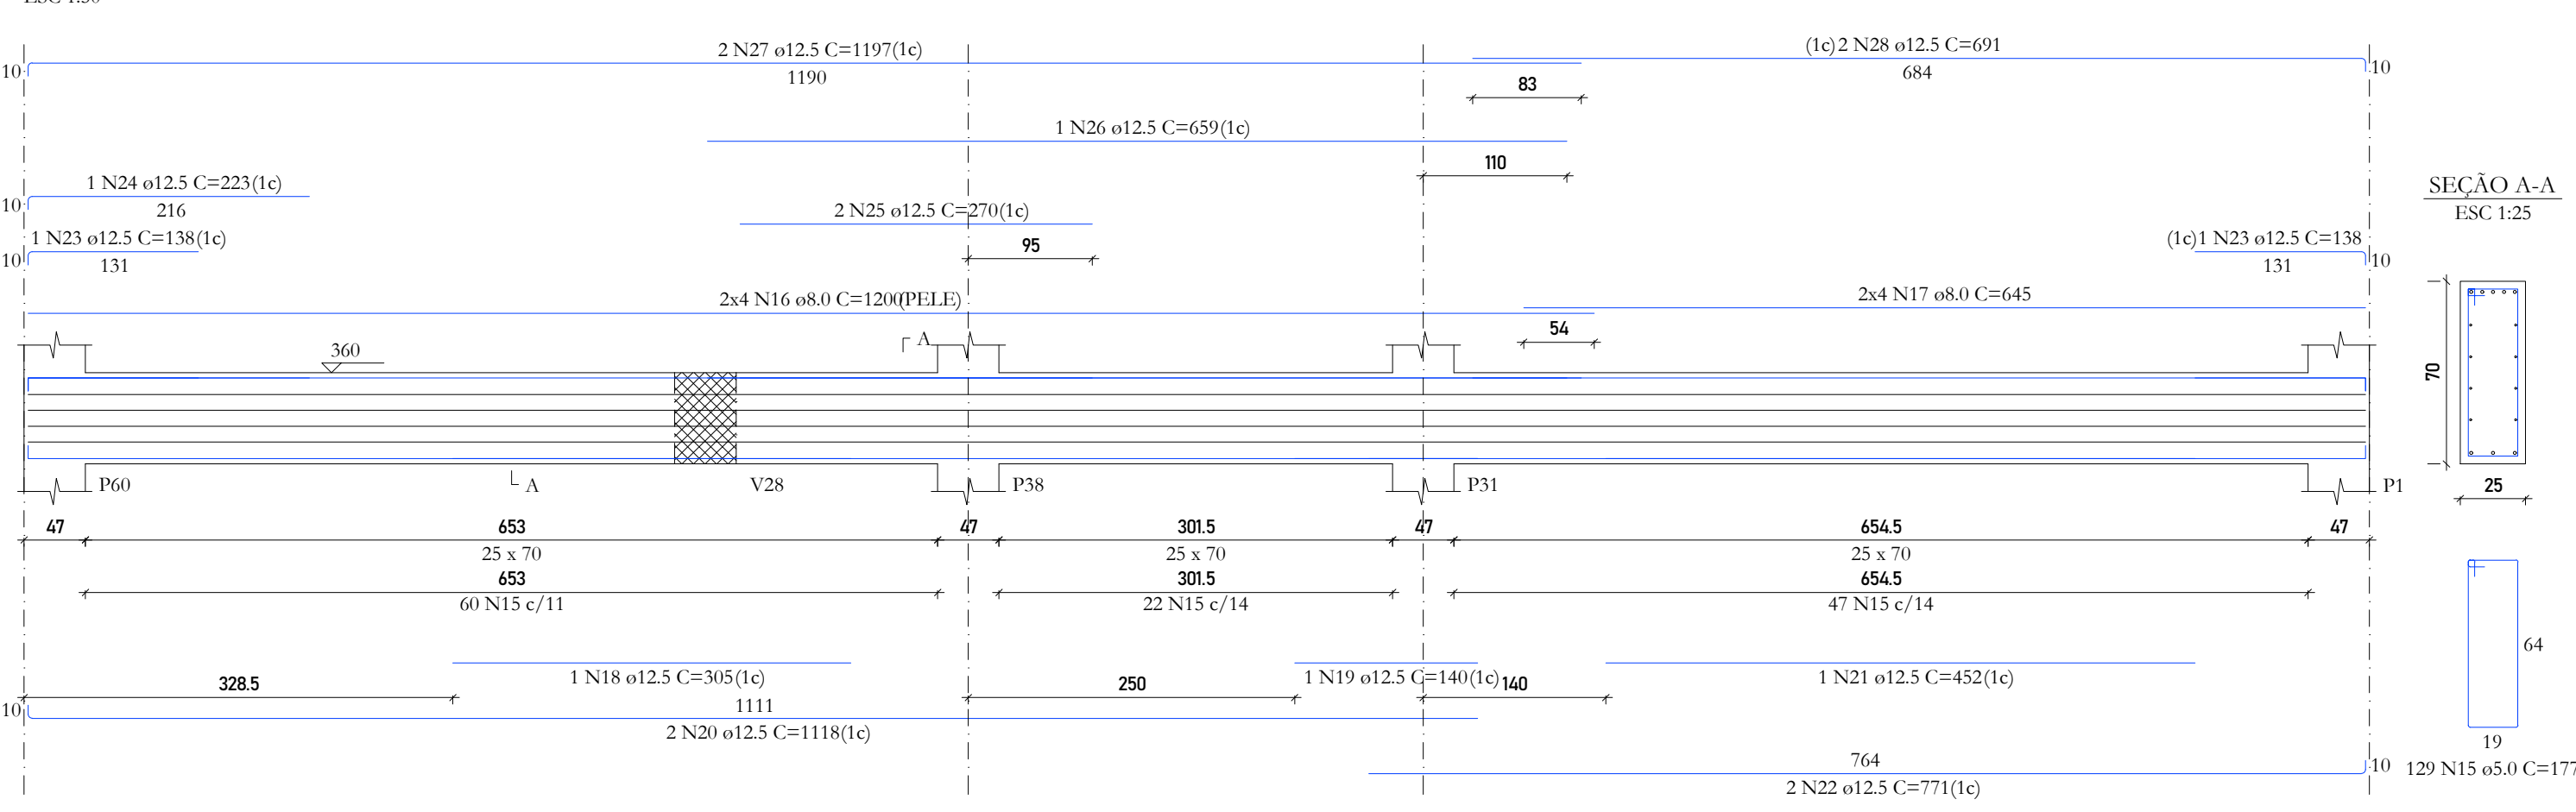 2 N27 ø12.5 C=1197(1c)
(1c) 2 N28 ø12.5 C=691
10
1190
684
10
83
1 N26 ø12.5 C=659(1c)
110
1 N24 ø12.5 C=223(1c)
10
216
2 N25 ø12.5 C=270(1c)
SEÇÃO A-A
ESC 1:25
1 N23 ø12.5 C=138(1c)
95
(1c) 1 N23 ø12.5 C=138
10
131
131
10
2x4 N16 ø8.0 C=1200(PELE)
2x4 N17 ø8.0 C=645
54
A
360
70
P60
A
V28
P38
P31
P1
25
47
653
47
301.5
47
654.5
47
25 x 70
25 x 70
25 x 70
653
301.5
654.5
60 N15 c/11
22 N15 c/14
47 N15 c/14
64
328.5
1 N18 ø12.5 C=305(1c)
250
1 N19 ø12.5 C=140(1c)
140
1 N21 ø12.5 C=452(1c)
10
1111
2 N20 ø12.5 C=1118(1c)
19
764
10
129 N15 ø5.0 C=177
2 N22 ø12.5 C=771(1c)